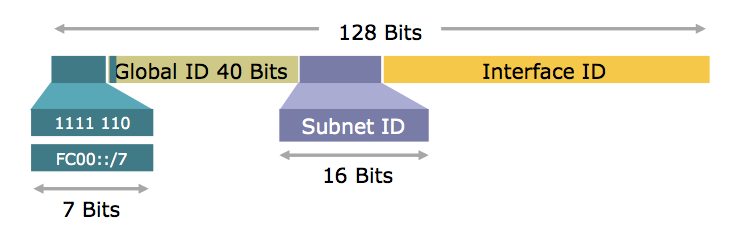 128 Bits
Global ID 40 Bits
Interface ID
1111 110
Subnet ID
FC00::/7
16 Bits
7 Bits